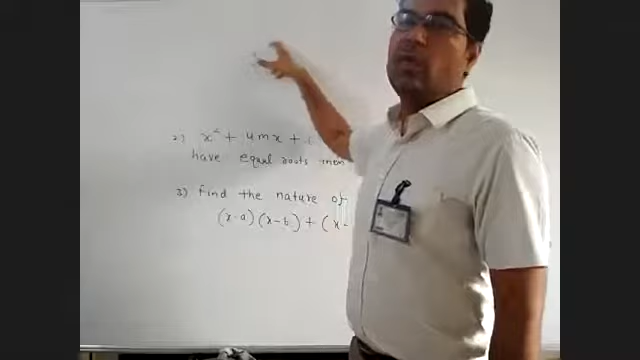 2) x² + 4mx +
have equal roots then
3) find the nature of
(x-a)(x-b) + (x-